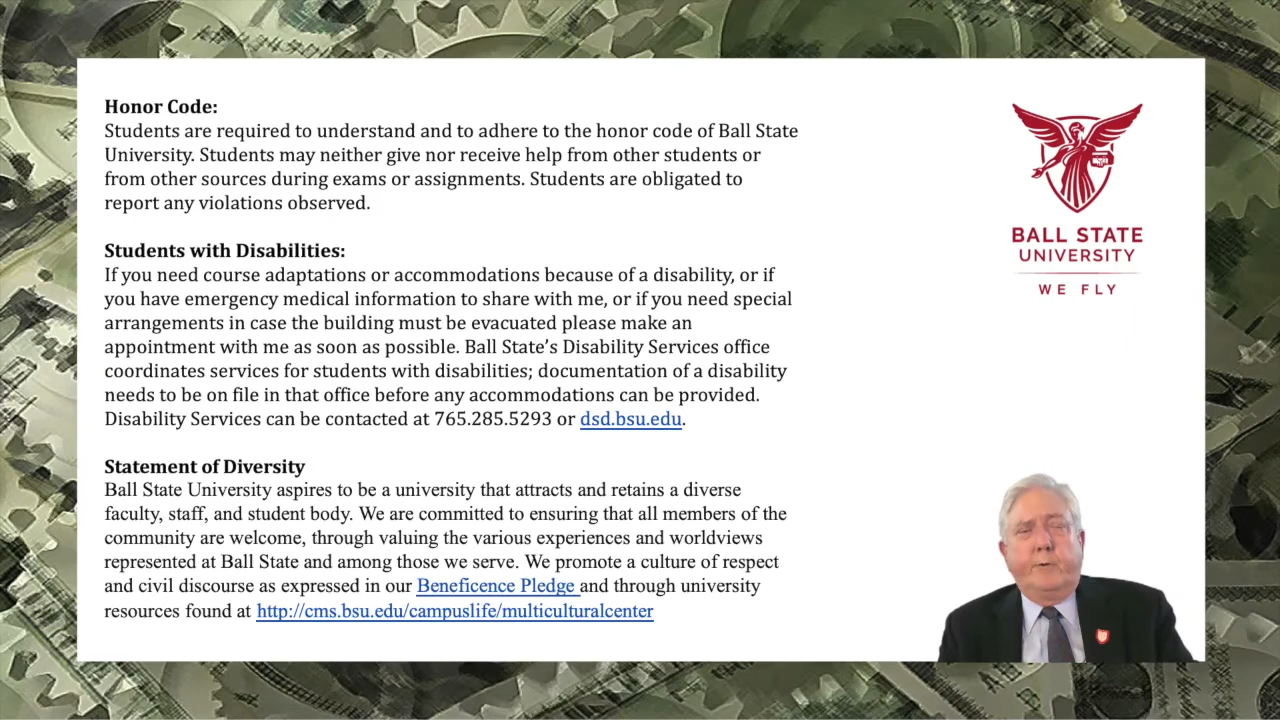 Honor Code:
Students are required to understand and to adhere to the honor code of Ball State
University. Students may neither give nor receive help from other students or
from other sources during exams or assignments. Students are obligated to
report any violations observed.
Students with Disabilities:
If you need course adaptations or accommodations because of a disability, or if
you have emergency medical information to share with me, or if you need special
arrangements in case the building must be evacuated please make an
appointment with me as soon as possible. Ball State’s Disability Services office
coordinates services for students with disabilities; documentation of a disability
needs to be on file in that office before any accommodations can be provided.
Disability Services can be contacted at 765.285.5293 or dsd.bsu.edu.
Statement of Diversity
Ball State University aspires to be a university that attracts and retains a diverse
faculty, staff, and student body. We are committed to ensuring that all members of the
community are welcome, through valuing the various experiences and worldviews
represented at Ball State and among those we serve. We promote a culture of respect
and civil discourse as expressed in our Beneficence Pledge and through university
resources found at http://cms.bsu.edu/campuslife/multiculturalcenter
BALL STATE
UNIVERSITY
WE FLY